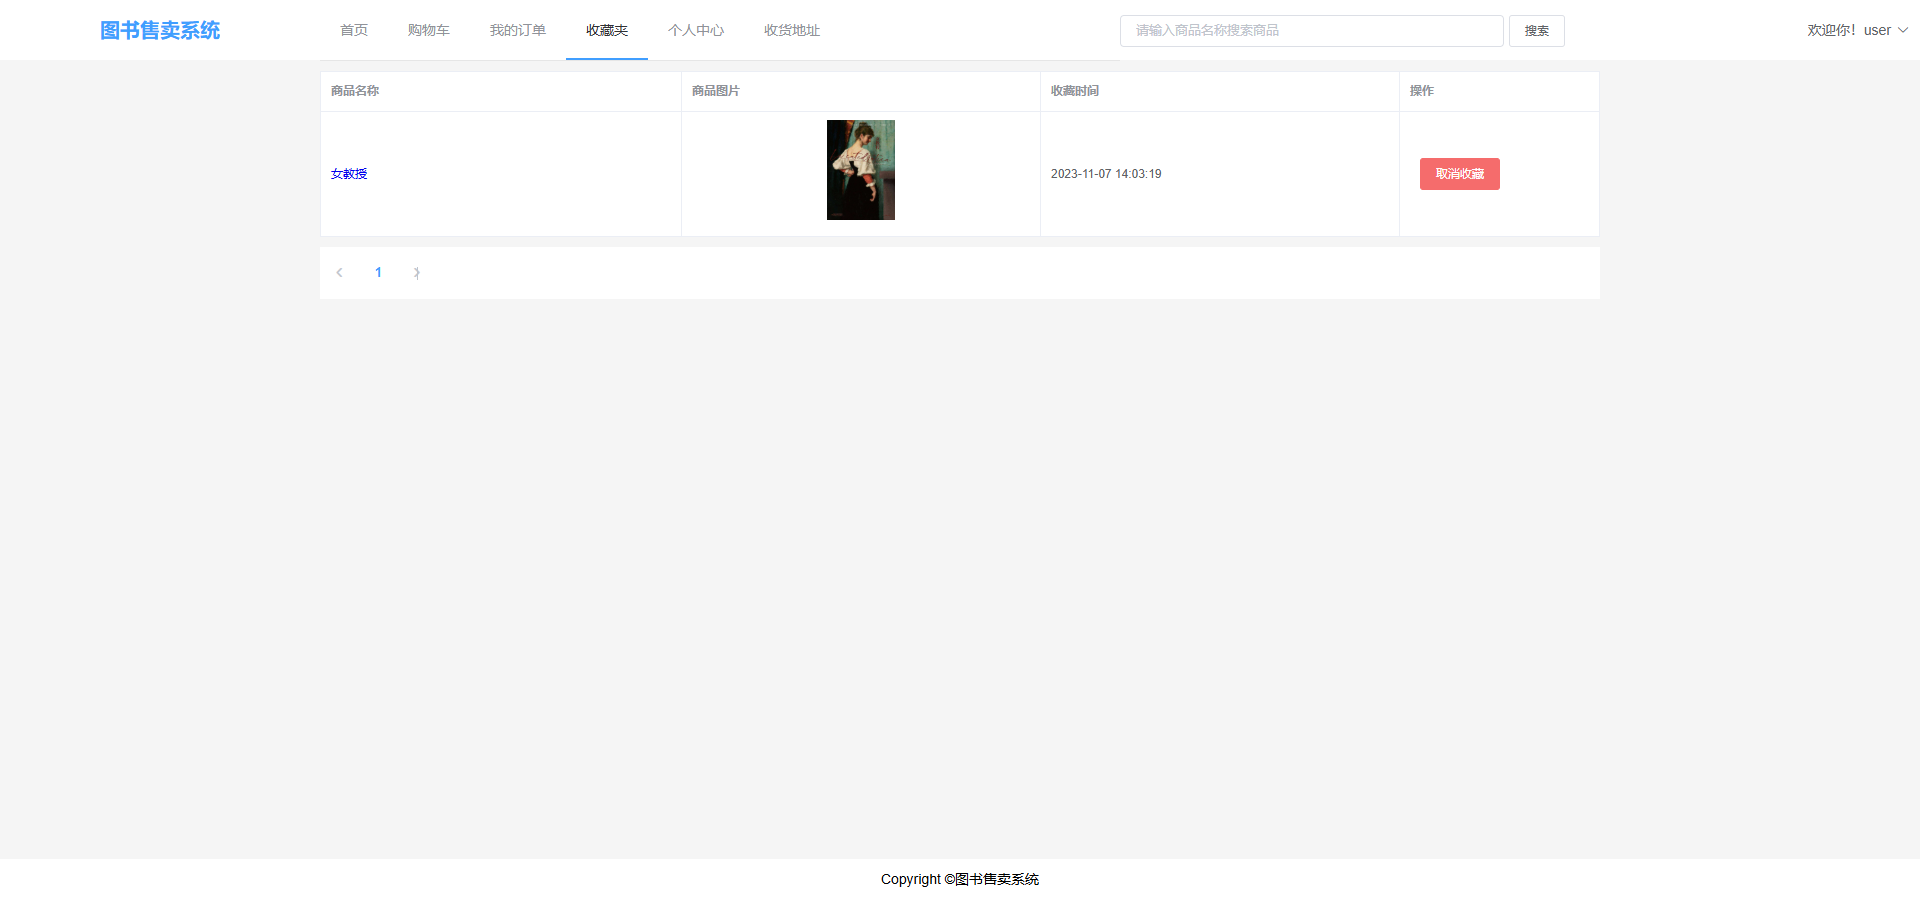 图书售卖系统
首页 购物车 我的订单 收藏夹 个人中心 收货地址
请输入商品名称搜索商品 搜索
欢迎你！user
商品名称 商品图片 收藏时间 操作
女教授 2023-11-07 14:03:19 取消收藏
1
Copyright ©图书售卖系统